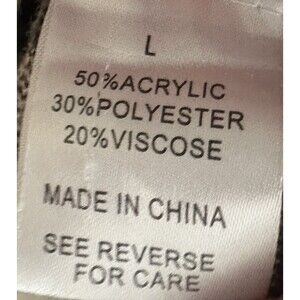 L
50%ACRYLIC
30%POLYESTER
20%VISCOSE
MADE IN CHINA
SEE REVERSE
FOR CARE